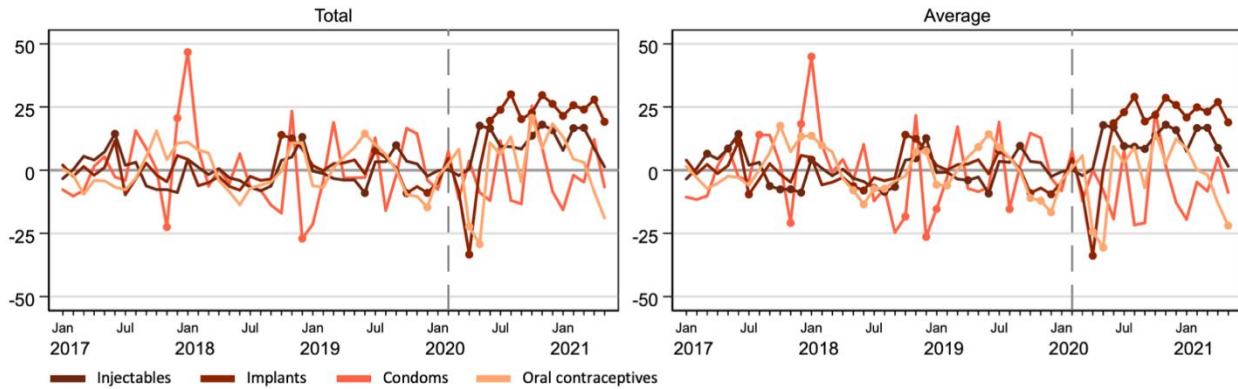 Total
Average
50
25
0
-25
-50
50
25
0
-25
-50
Jan Jul Jan Jul Jan Jul Jan Jul Jan
2017 2018 2019 2020 2021
Jan Jul Jan Jul Jan Jul Jan Jul Jan
2017 2018 2019 2020 2021
Injectables Implants Condoms Oral contraceptives